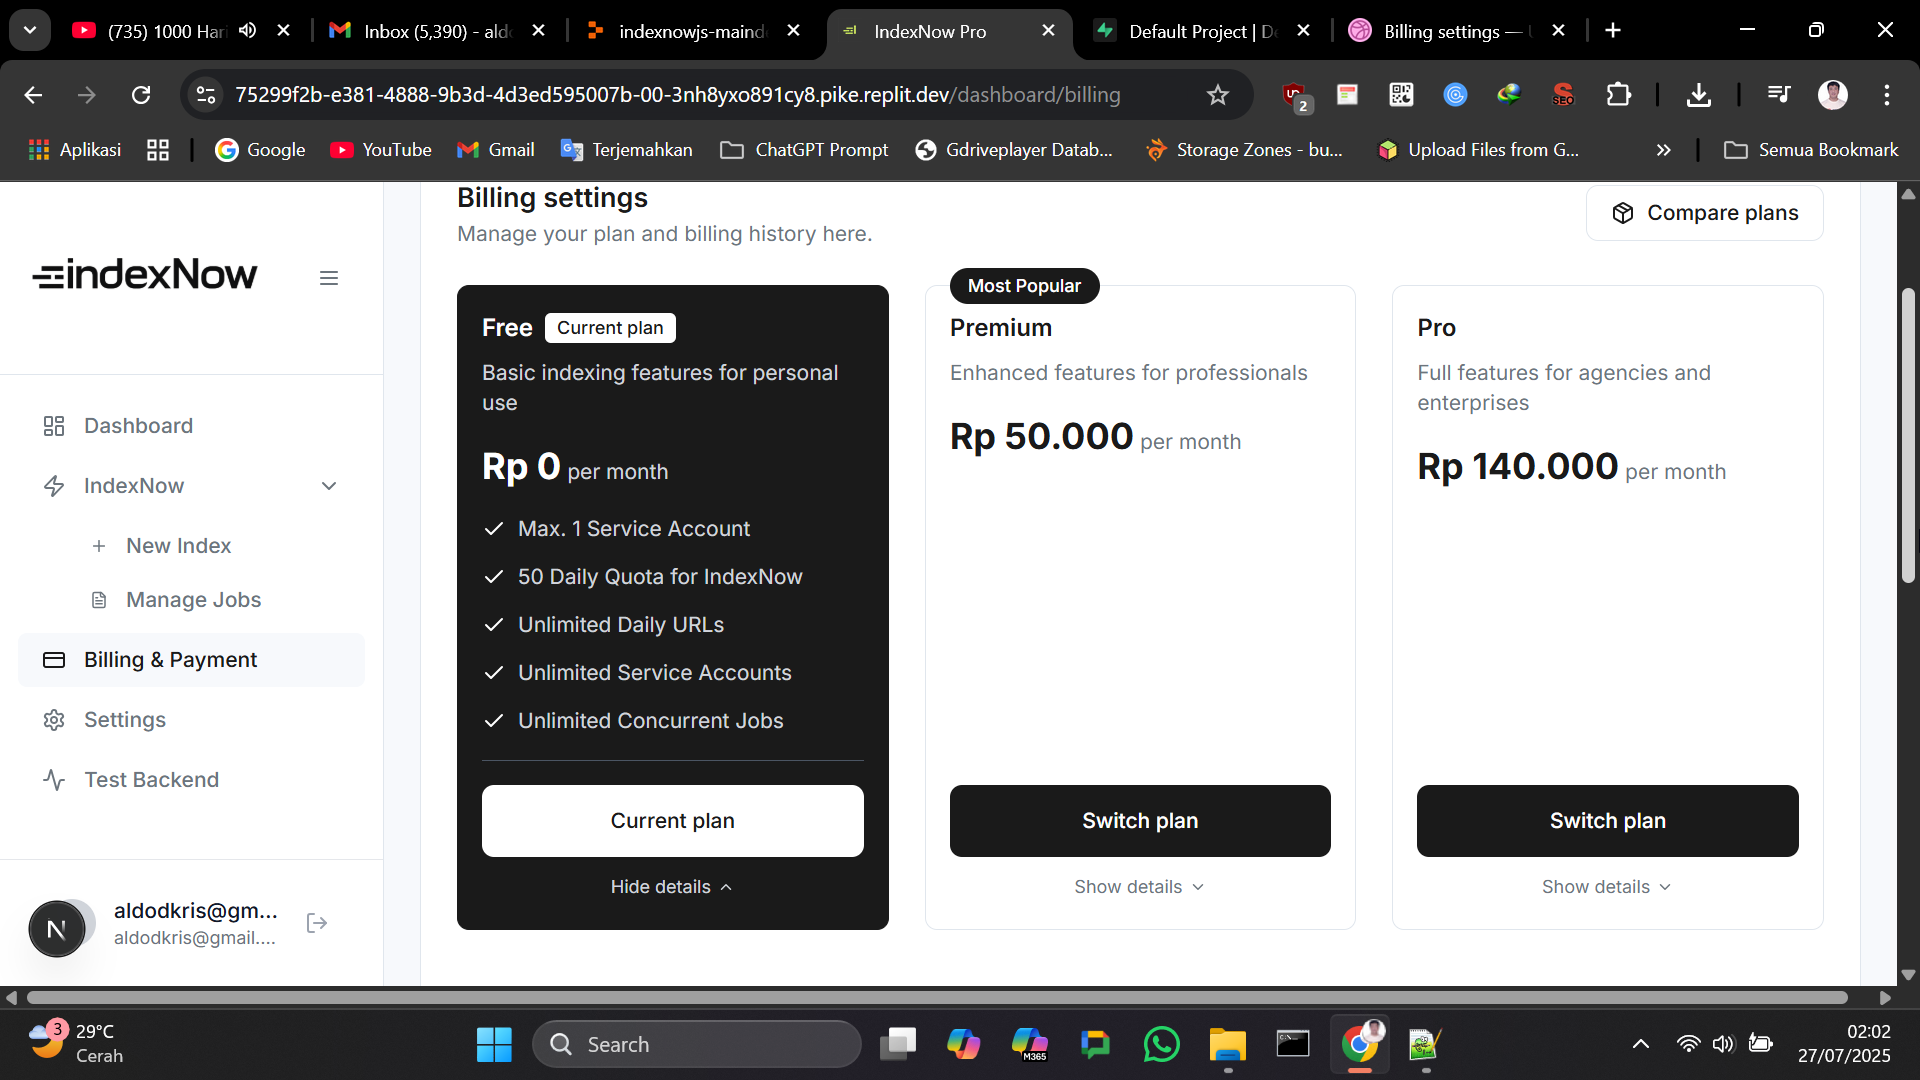 (735) 1000 Hari
Inbox (5,390) - aldo
indexnowjs-maind
IndexNow Pro
Default Project | De
Billing settings —
75299f2b-e381-4888-9b3d-4d3ed595007b-00-3nh8yxo891cy8.pike.replit.dev/dashboard/billing
2
SEO
Aplikasi
Google
YouTube
Gmail
Terjemahkan
ChatGPT Prompt
Gdriveplayer Datab...
Storage Zones - bu...
Upload Files from G...
Semua Bookmark
indexNow
Dashboard
IndexNow
New Index
Manage Jobs
Billing & Payment
Settings
Test Backend
N
aldodkris@gm...
aldodkris@gmail....
Billing settings
Manage your plan and billing history here.
Compare plans
Free
Current plan
Basic indexing features for personal
use
Rp 0 per month
Max. 1 Service Account
50 Daily Quota for IndexNow
Unlimited Daily URLs
Unlimited Service Accounts
Unlimited Concurrent Jobs
Current plan
Hide details
Most Popular
Premium
Enhanced features for professionals
Rp 50.000 per month
Switch plan
Show details
Pro
Full features for agencies and
enterprises
Rp 140.000 per month
Switch plan
Show details
3
29°C
Cerah
Search
M365
02:02
27/07/2025